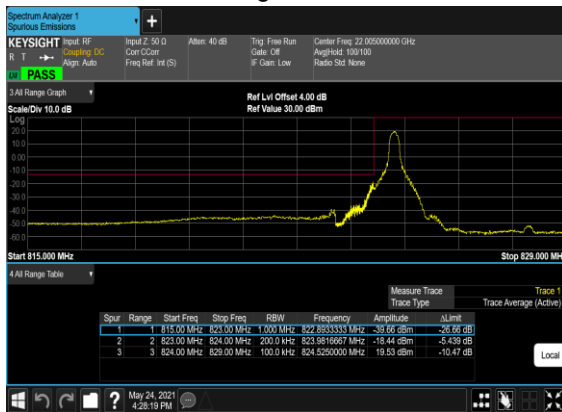 Spectrum Analyzer 1
Spurious Emissions
KEYSIGHT Input: RF Input Z: 50 Ω Atten: 40 dB Trig: Free Run Center Freq: 22.005000000 GHz
R T Coupling: DC Corr CCorr Gate: Off Avg|Hold: 100/100
Align: Auto Freq Ref: Int (S) IF Gain: Low Radio Std: None
PASS
3 All Range Graph
Ref Lvl Offset 4.00 dB
Scale/Div 10.0 dB Ref Value 30.00 dBm
Log
20.0
10.0
0.00
-10.0
-20.0
-30.0
-40.0
-50.0
-60.0
Start 815.000 MHz Stop 829.000 MH
4 All Range Table
Measure Trace Trace 1
Trace Type Trace Average (Active)
Spur Range Start Freq Stop Freq RBW Frequency Amplitude ΔLimit
1 1 815.00 MHz 823.00 MHz 1.000 MHz 822.8933333 MHz -39.66 dBm -26.66 dB
2 2 823.00 MHz 824.00 MHz 200.0 kHz 823.9816667 MHz -18.44 dBm -5.439 dB
3 3 824.00 MHz 829.00 MHz 100.0 kHz 824.5250000 MHz 19.53 dBm -10.47 dB
Local
? May 24, 2021
4:28:19 PM